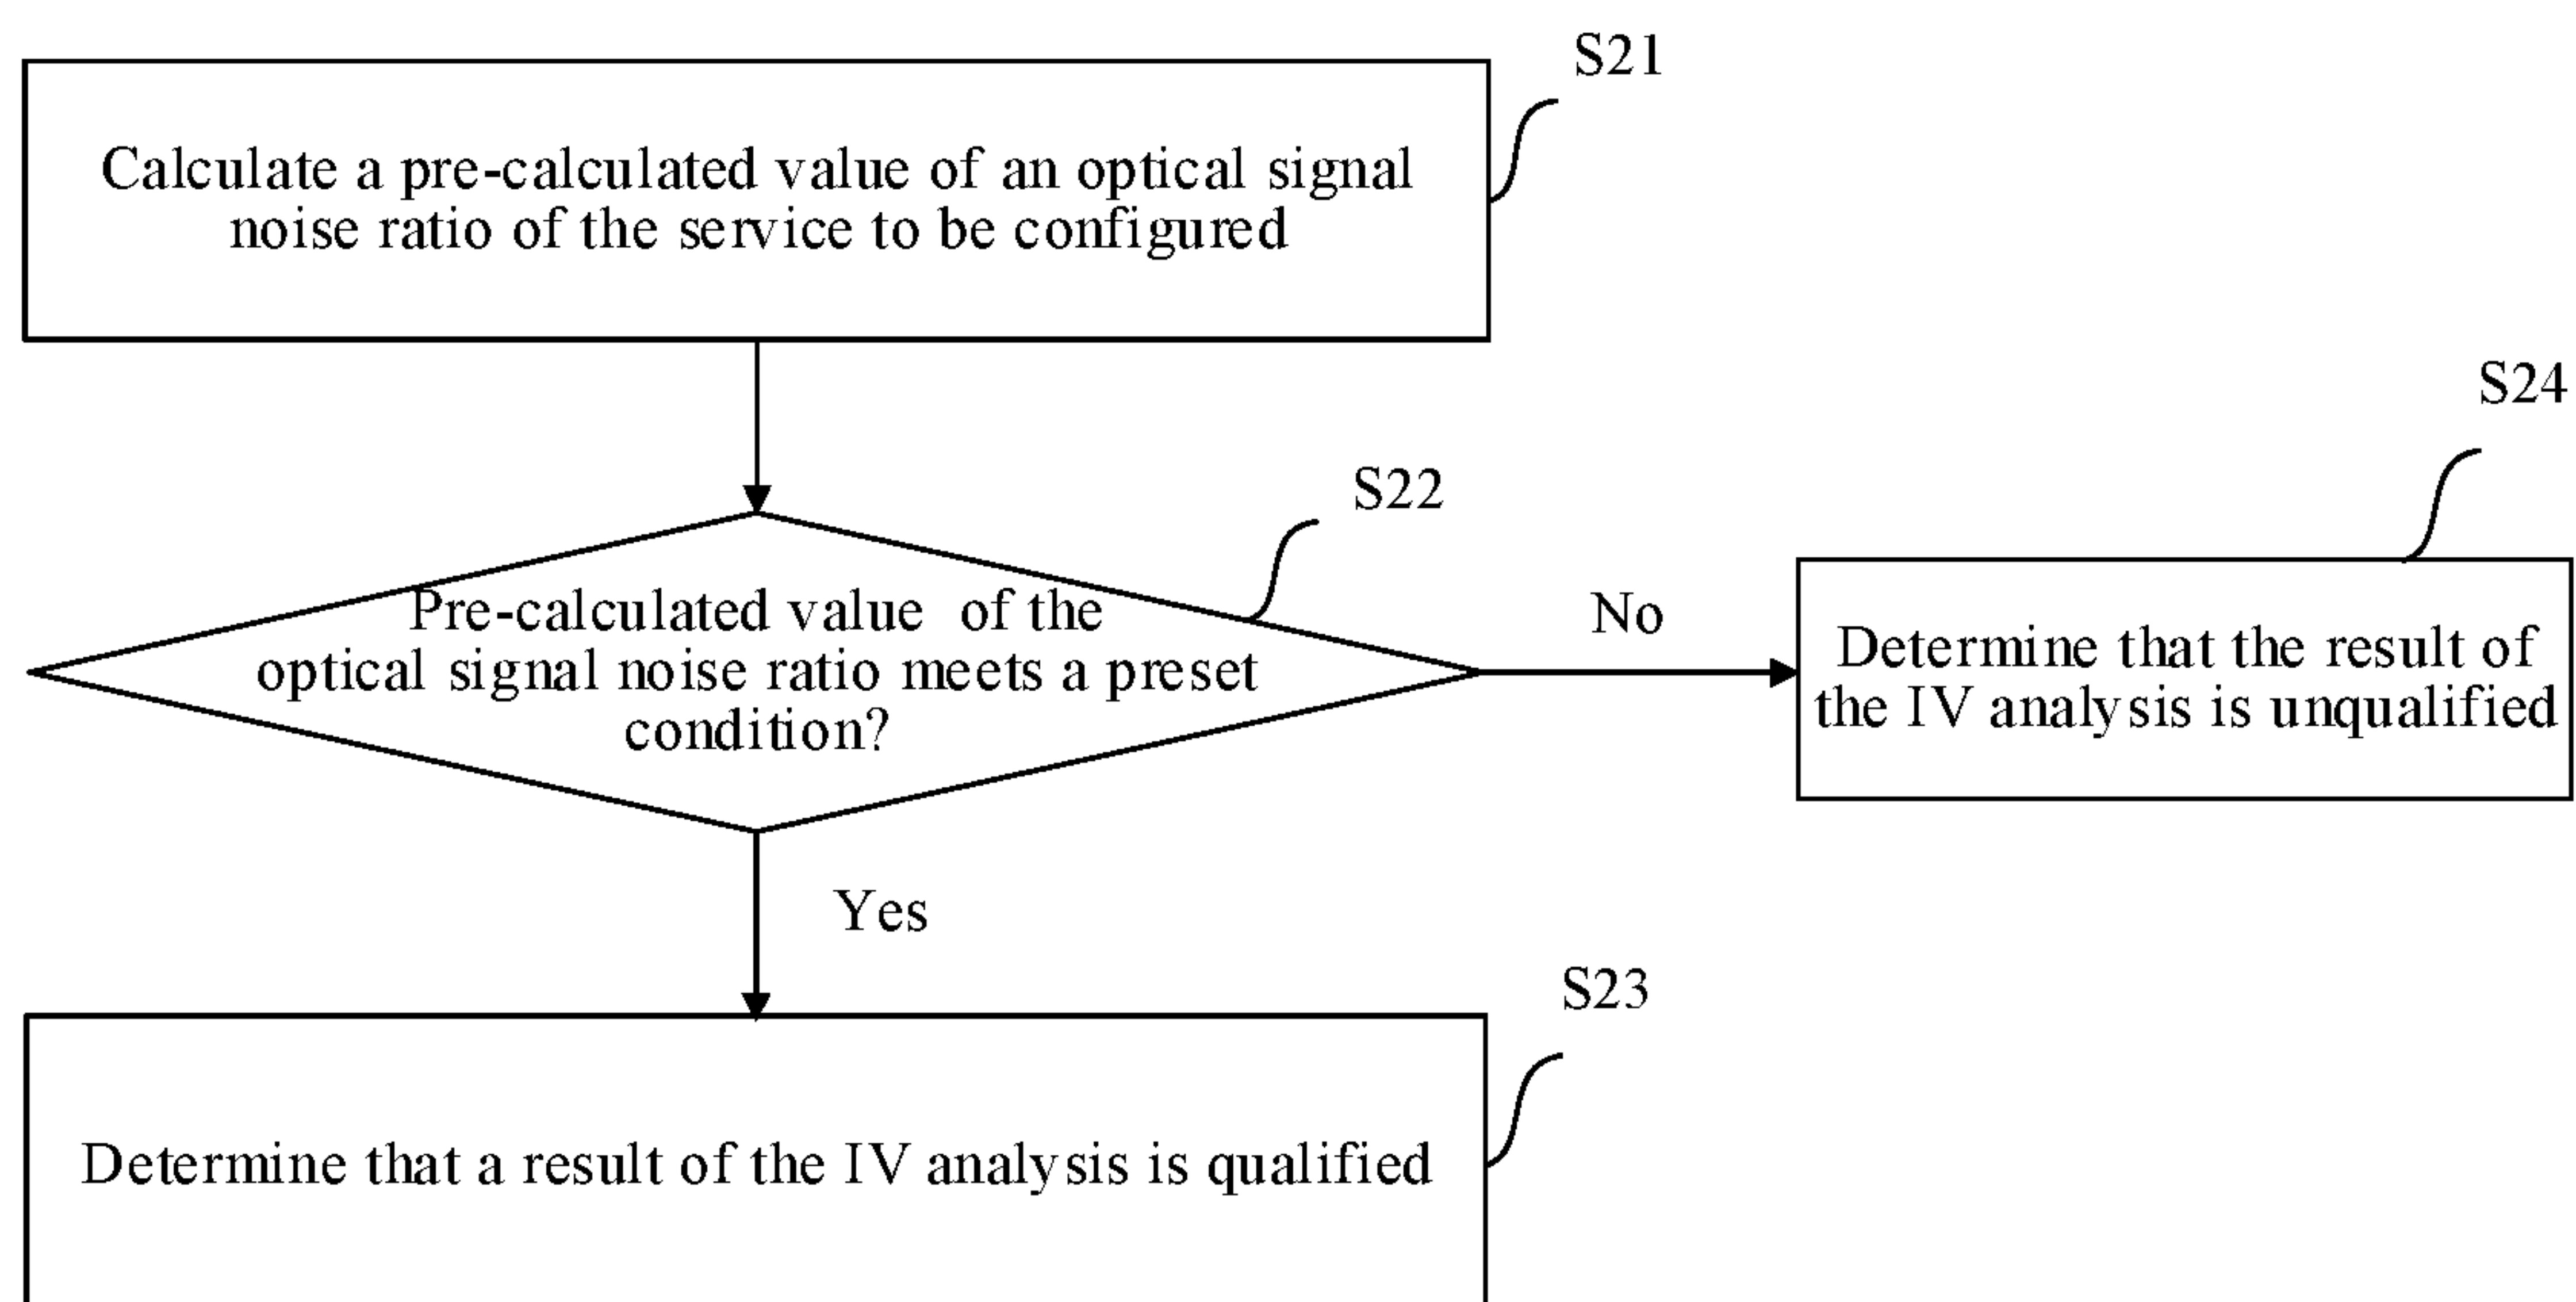 S21
Calculate a pre-calculated value of an optical signal
noise ratio of the service to be configured
S22
Pre-calculated value of the
optical signal noise ratio meets a preset
condition?
No
S24
Determine that the result of
the IV analysis is unqualified
Yes
S23
Determine that a result of the IV analysis is qualified